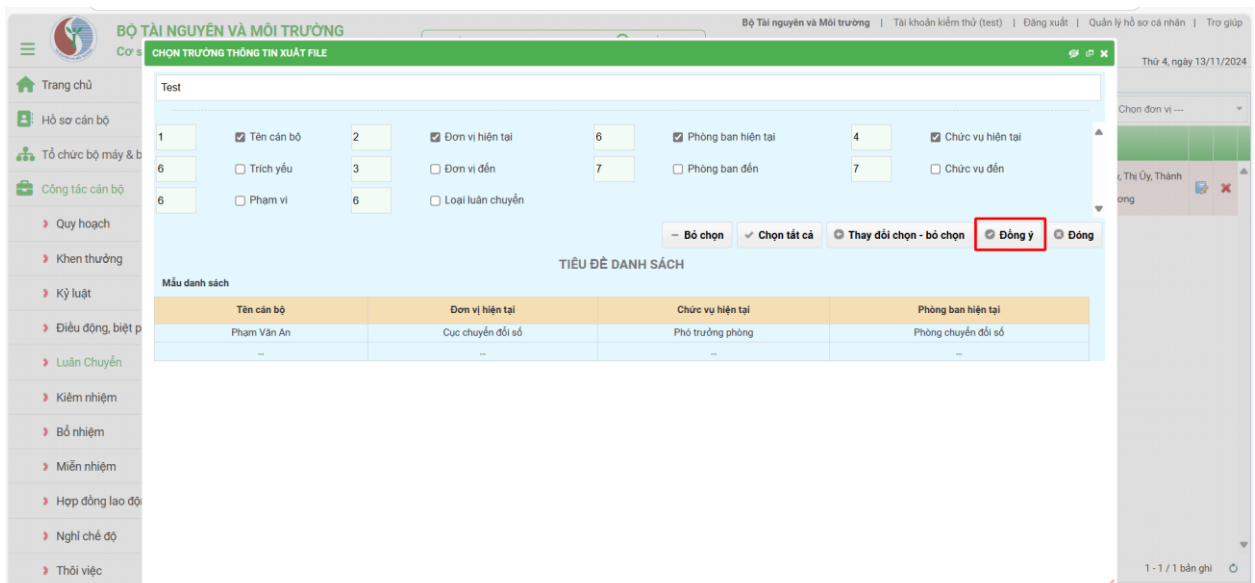 BỘ TÀI NGUYÊN VÀ MÔI TRƯỜNG
Cơ s
Bộ Tài nguyên và Môi trường | Tài khoản kiểm thử (test) | Đăng xuất | Quản lý hồ sơ cá nhân | Trợ giúp
Thứ 4, ngày 13/11/2024
CHỌN TRƯỜNG THÔNG TIN XUẤT FILE
Test
1 Tên cán bộ 2 Đơn vị hiện tại 6 Phòng ban hiện tại 4 Chức vụ hiện tại
6 Trích yếu 3 Đơn vị đến 7 Phòng ban đến 7 Chức vụ đến
6 Phạm vi 6 Loại luân chuyển
Bỏ chọn Chọn tất cả Thay đổi chọn - bỏ chọn Đồng ý Đóng
TIÊU ĐỀ DANH SÁCH
Mẫu danh sách
Tên cán bộ Đơn vị hiện tại Chức vụ hiện tại Phòng ban hiện tại
Phạm Văn An Cục chuyển đổi số Phó trưởng phòng Phòng chuyển đổi số
... ... ... ...
Trang chủ
Hồ sơ cán bộ
Tổ chức bộ máy & b
Công tác cán bộ
Quy hoạch
Khen thưởng
Kỷ luật
Điều động, biệt p
Luân Chuyển
Kiêm nhiệm
Bổ nhiệm
Miễn nhiệm
Hợp đồng lao độ
Nghỉ chế độ
Thôi việc
Chọn đơn vị ---
, Thị Ủy, Thành
ơng
1 - 1 / 1 bản ghi